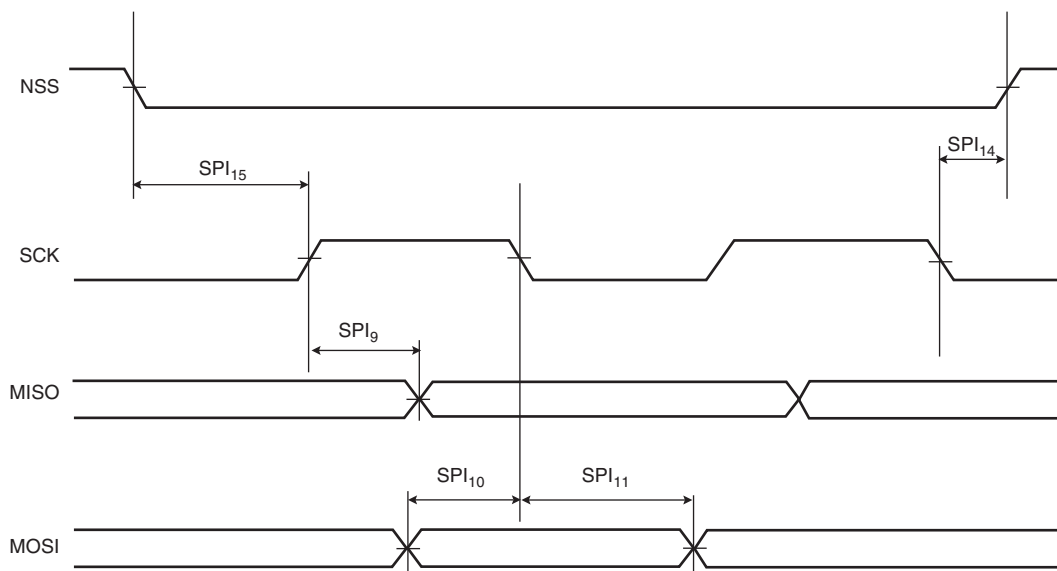 NSS
SPI₁₄
SPI₁₅
SCK
SPI₉
MISO
SPI₁₀ SPI₁₁
MOSI